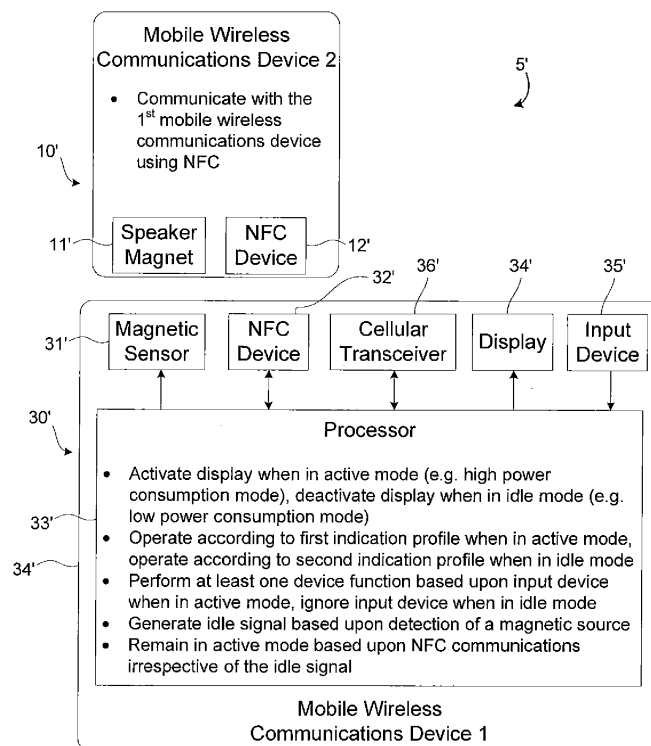 Mobile Wireless
Communications Device 2
• Communicate with the
1st mobile wireless
communications device
using NFC
5'
10'
11'
Speaker
Magnet
NFC
Device
12'
32'
36'
34'
35'
31'
Magnetic
Sensor
NFC
Device
Cellular
Transceiver
Display
Input
Device
30'
Processor
• Activate display when in active mode (e.g. high power
consumption mode), deactivate display when in idle mode (e.g.
low power consumption mode)
• Operate according to first indication profile when in active mode,
operate according to second indication profile when in idle mode
• Perform at least one device function based upon input device
when in active mode, ignore input device when in idle mode
• Generate idle signal based upon detection of a magnetic source
• Remain in active mode based upon NFC communications
irrespective of the idle signal
33'
34'
Mobile Wireless
Communications Device 1